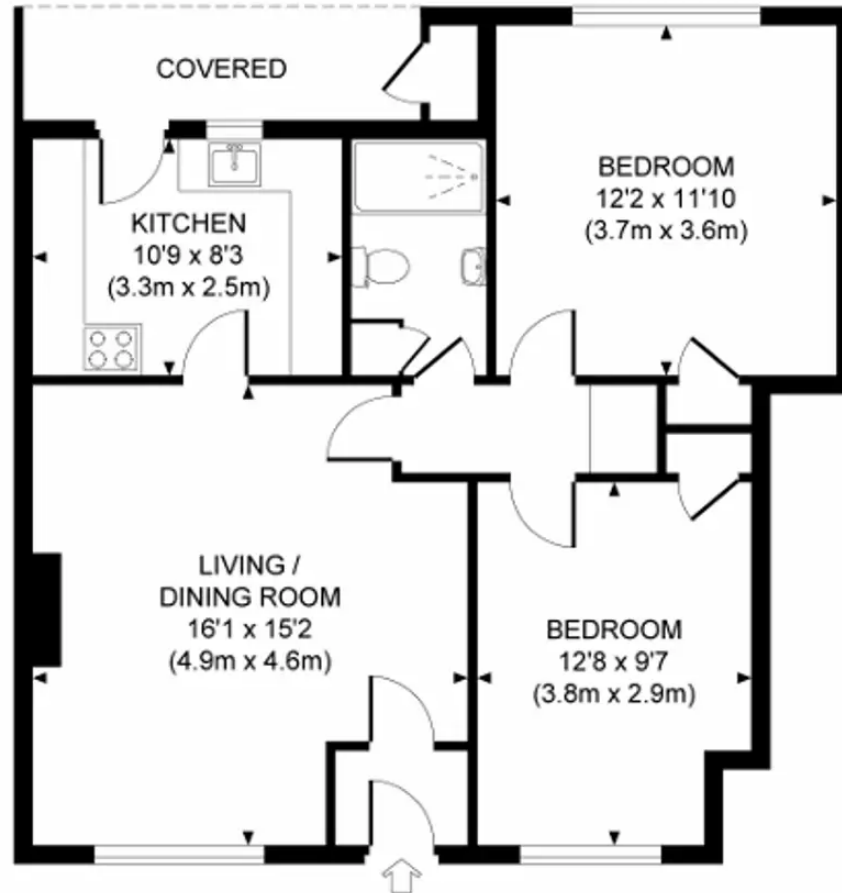 COVERED
BEDROOM
12'2 x 11'10
(3.7m x 3.6m)
KITCHEN
10'9 x 8'3
(3.3m x 2.5m)
LIVING /
DINING ROOM
16'1 x 15'2
(4.9m x 4.6m)
BEDROOM
12'8 x 9'7
(3.8m x 2.9m)